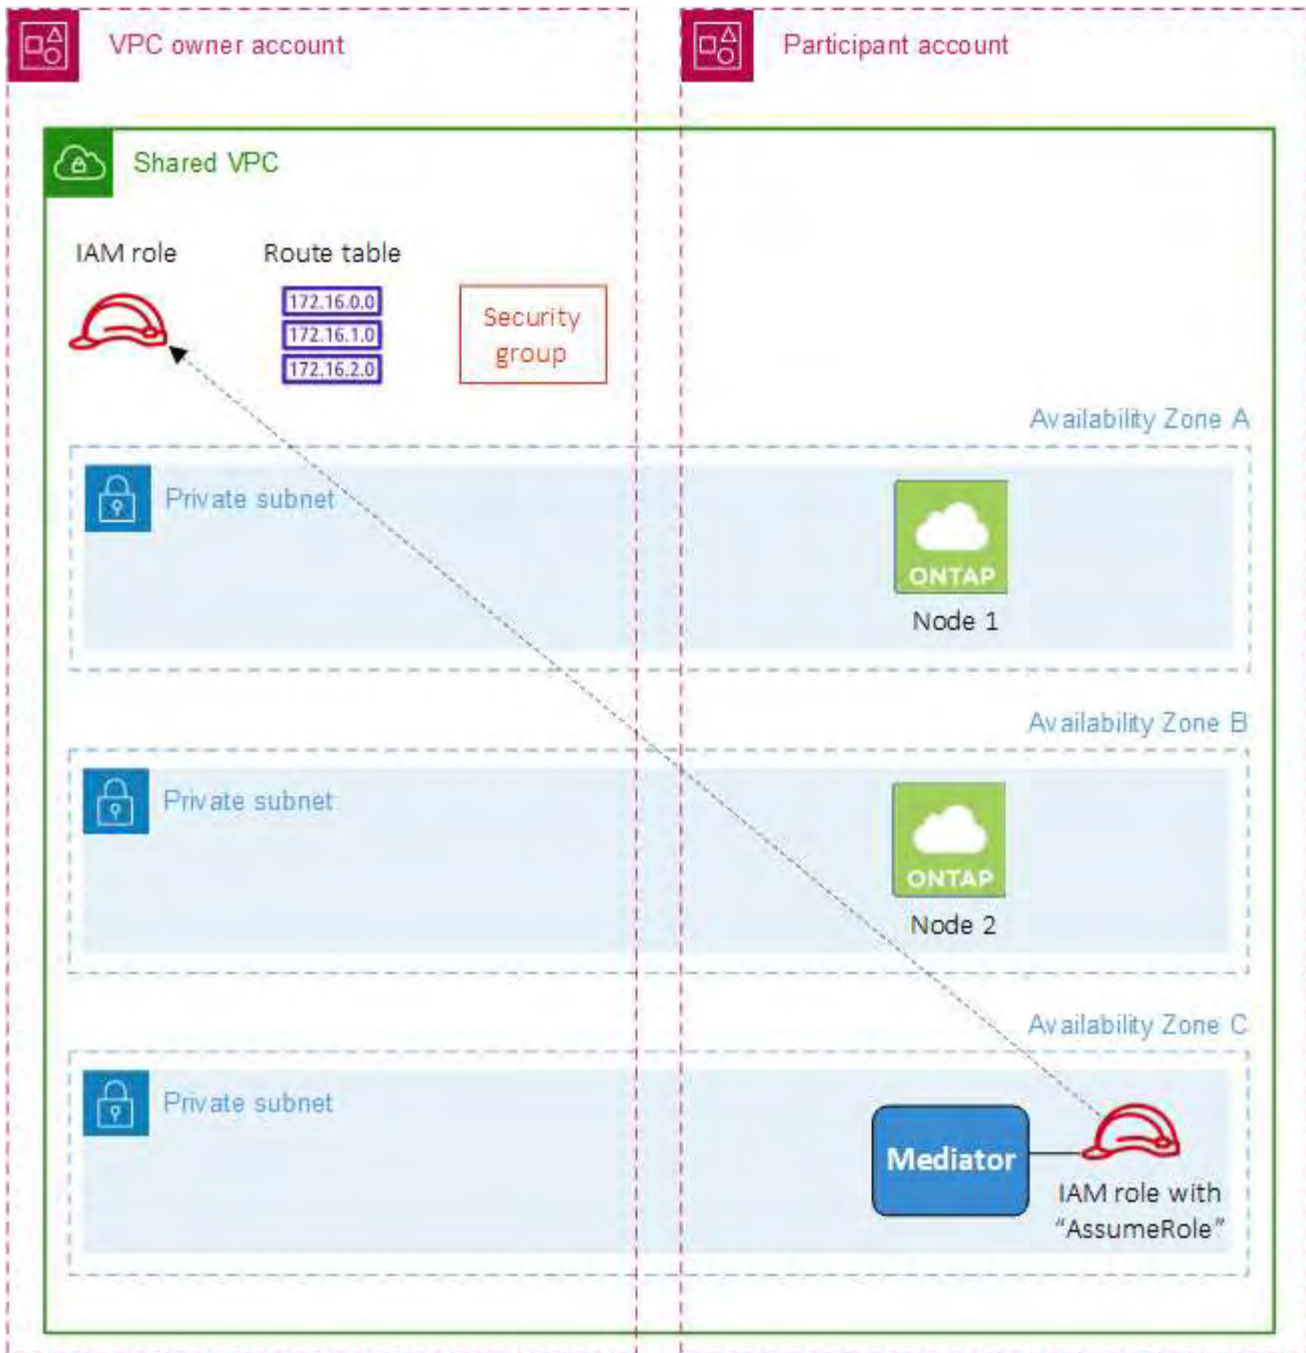 VPC owner account
Participant account
Shared VPC
IAM role
Route table
172.16.0.0
172.16.1.0
172.16.2.0
Security
group
Availability Zone A
Private subnet
ONTAP
Node 1
Availability Zone B
Private subnet
ONTAP
Node 2
Availability Zone C
Private subnet
Mediator
IAM role with
“AssumeRole”